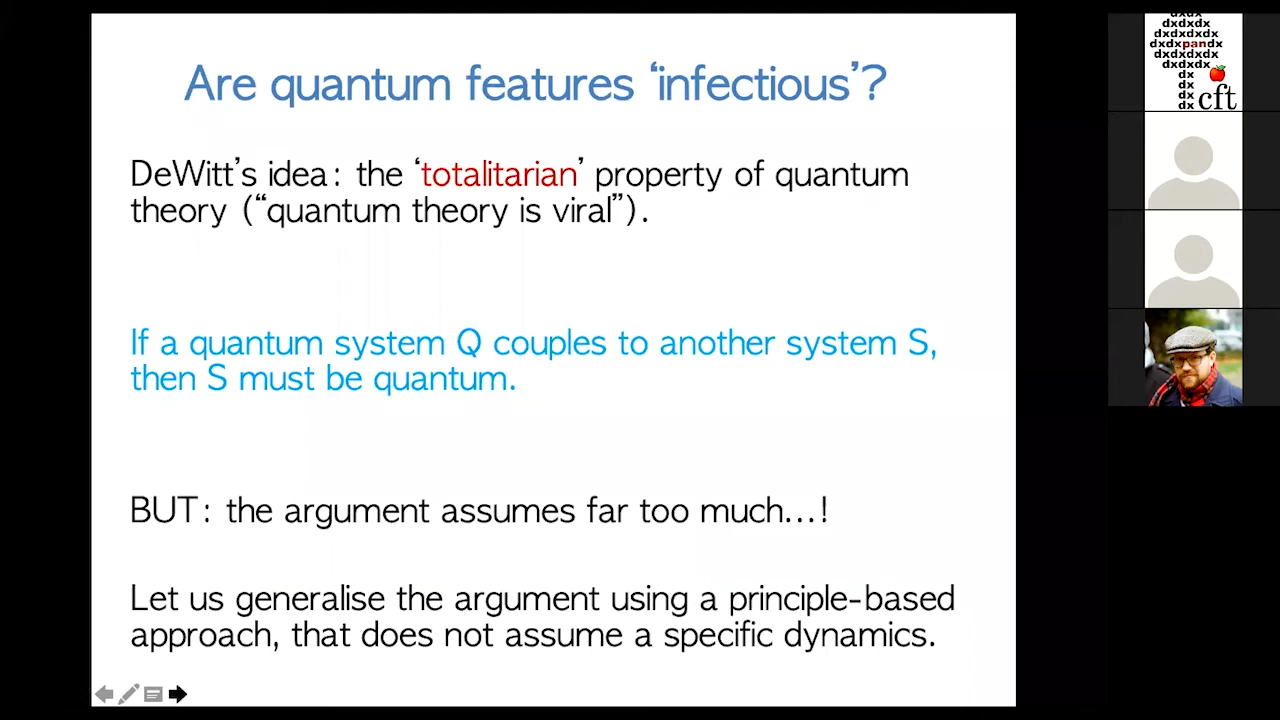 Are quantum features ‘infectious’?
DeWitt’s idea: the ‘totalitarian’ property of quantum
theory (“quantum theory is viral”).
If a quantum system Q couples to another system S,
then S must be quantum.
BUT: the argument assumes far too much...!
Let us generalise the argument using a principle-based
approach, that does not assume a specific dynamics.
dxdx
dxdxdx
dxdxdxdx
dxdxpandx
dxdxdxdx
dxdxdx
dx
dx
dx
dx cft